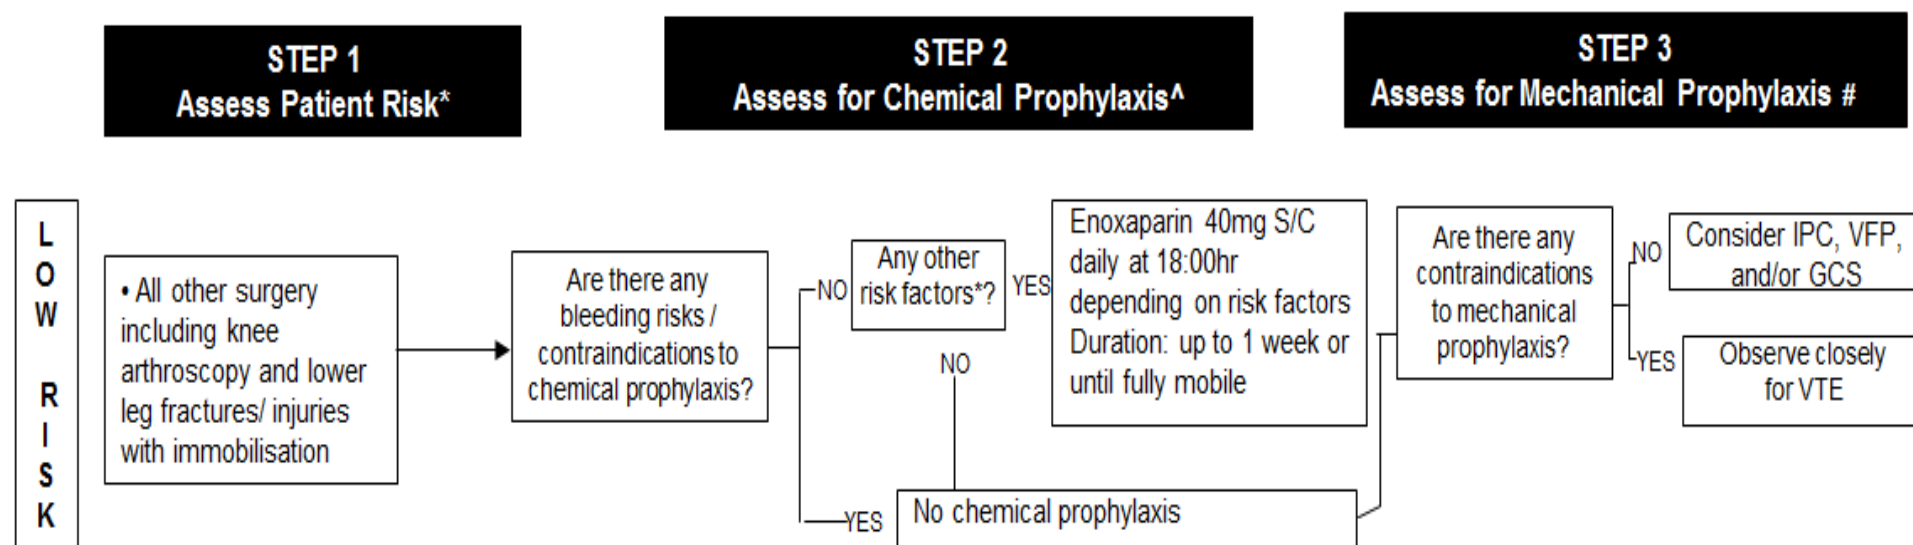 STEP 1
Assess Patient Risk*
STEP 2
Assess for Chemical Prophylaxis^
STEP 3
Assess for Mechanical Prophylaxis #
L
O
W
R
I
S
K
• All other surgery
including knee
arthroscopy and lower
leg fractures/ injuries
with immobilisation
Are there any
bleeding risks /
contraindications to
chemical prophylaxis?
NO
Any other
risk factors*?
YES
Enoxaparin 40mg S/C
daily at 18:00hr
depending on risk factors
Duration: up to 1 week or
until fully mobile
NO
YES
No chemical prophylaxis
Are there any
contraindications
to mechanical
prophylaxis?
NO
Consider IPC, VFP,
and/or GCS
YES
Observe closely
for VTE